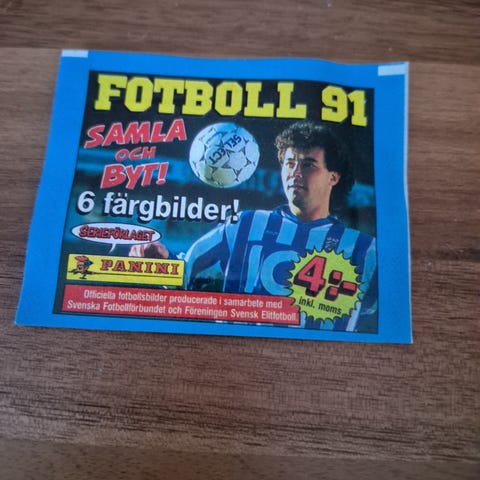 FOTBOLL 91
SAMLA
OCH
BYT!
SELECT
6 färgbilder!
SERIEFÖRLAGET
PANINI
4:-
inkl. moms
Officiella fotbollsbilder producerade i samarbete med
Svenska Fotbollförbundet och Föreningen Svensk Elitfotboll